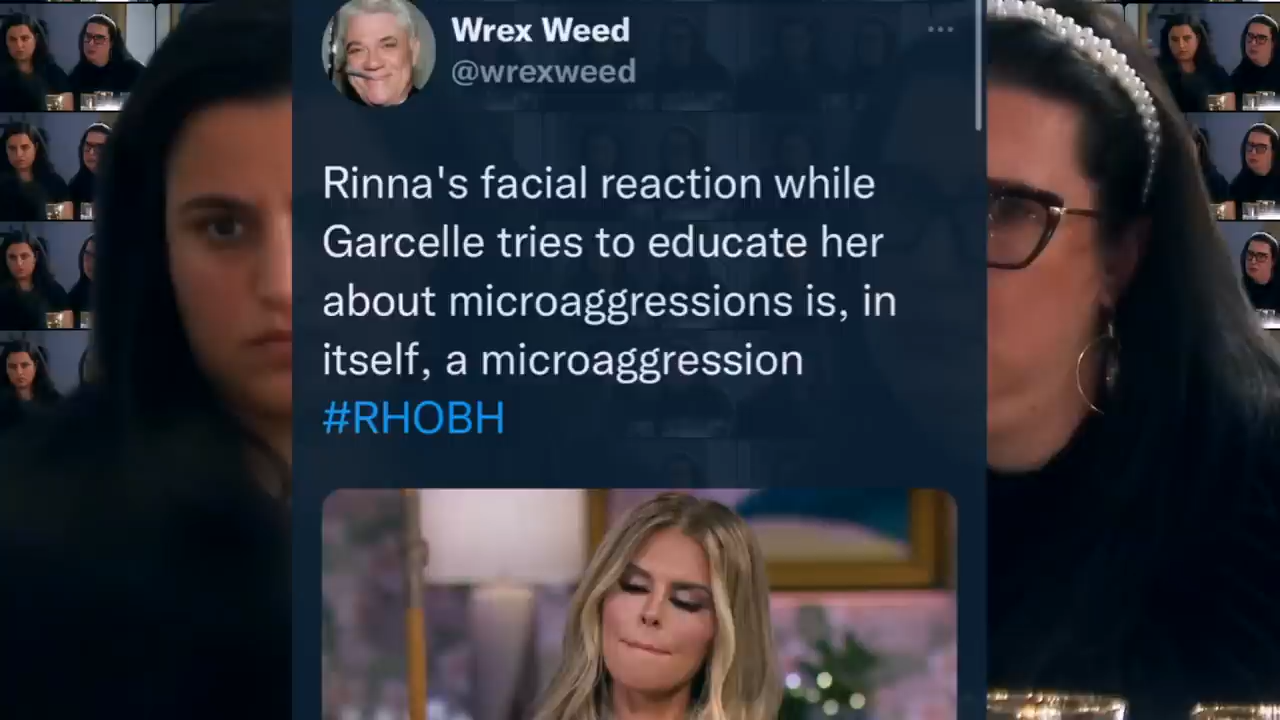 Wrex Weed
@wrexweed
Rinna's facial reaction while
Garcelle tries to educate her
about microaggressions is, in
itself, a microaggression
#RHOBH